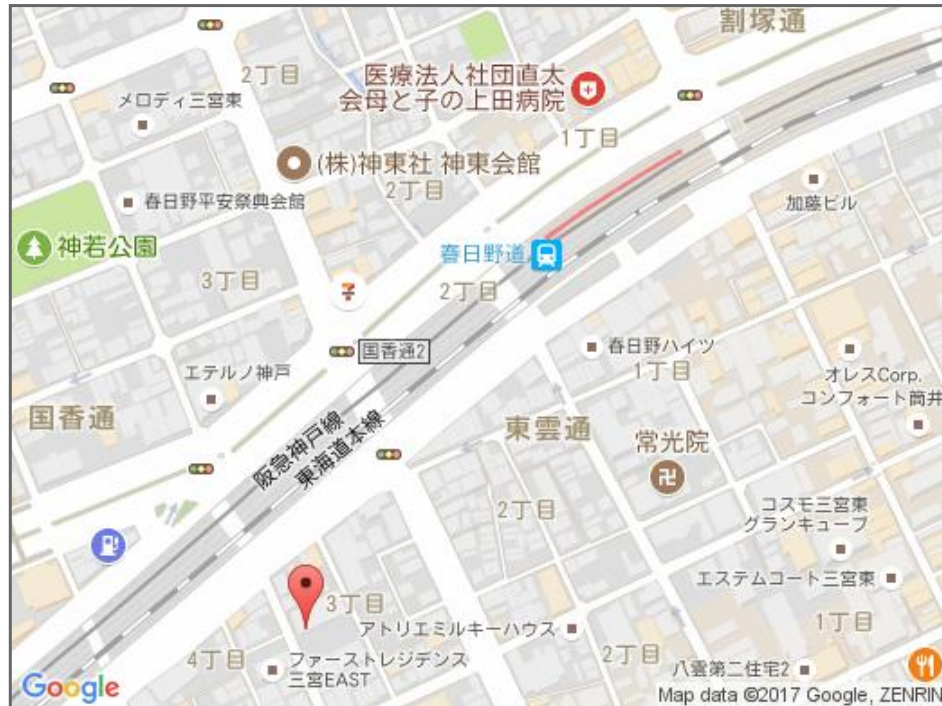 割塚通
2丁目
医療法人社団直太
会母と子の上田病院
メロディ三宮東
1丁目
(株)神東社 神東会館
2丁目
春日野平安祭典会館
加藤ビル
神若公園
春日野道
3丁目
2丁目
国香通2
春日野ハイツ
エテルノ神戸
1丁目
オレスCorp.
コンフォート筒井
国香通
阪急神戸線
東海道本線
東雲通
常光院
2丁目
コスモ三宮東
グランキューブ
エステムコート三宮東
3丁目
アトリエミルキーハウス
1丁目
4丁目
ファーストレジデンス
三宮EAST
2丁目
八雲第二住宅2
Google
Map data ©2017 Google, ZENRIN